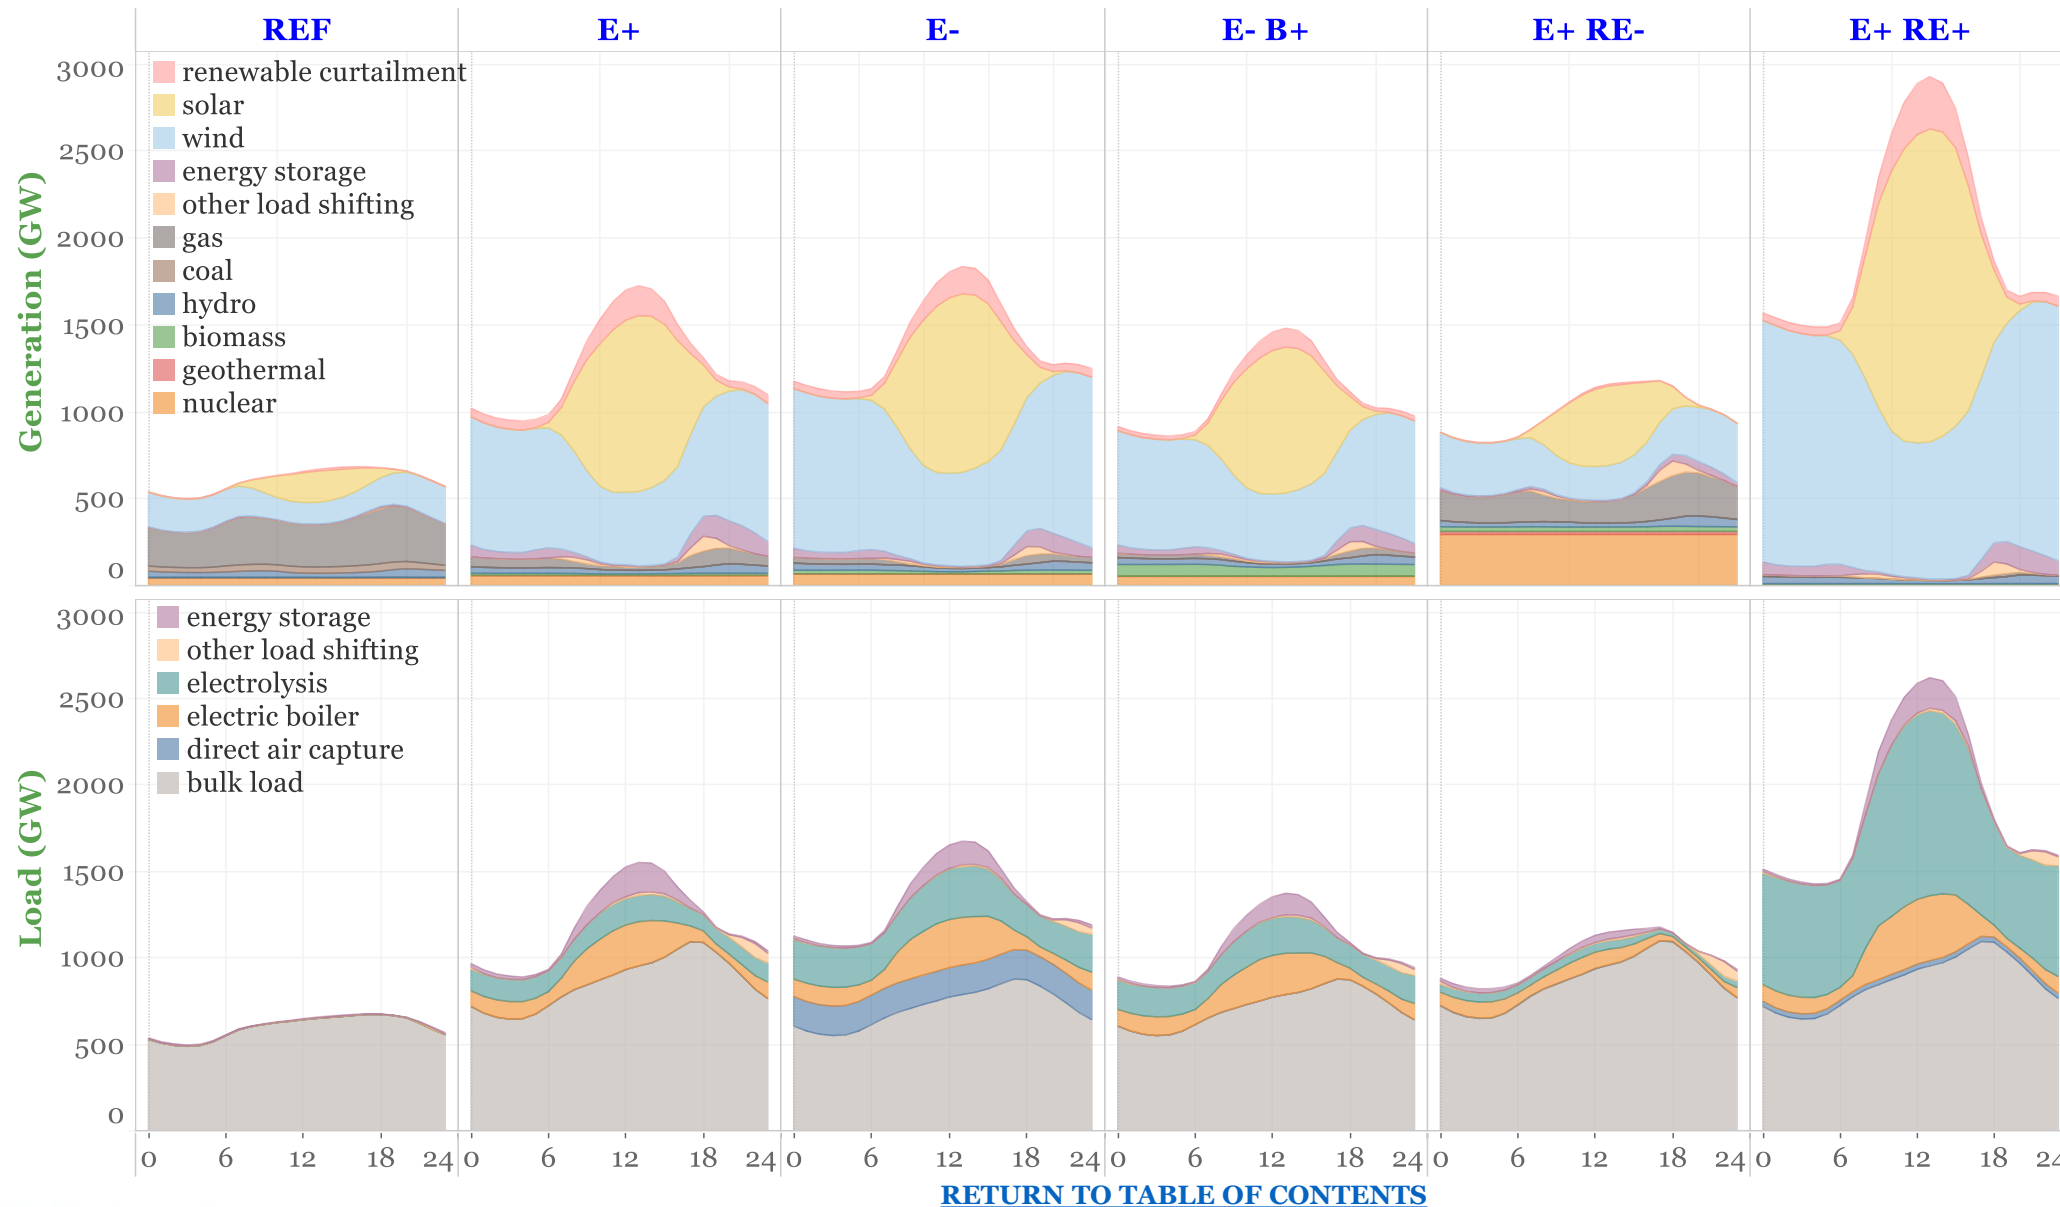 REF E+ E- E- B+ E+ RE- E+ RE+
Generation (GW)
3000
2500
2000
1500
1000
500
0
renewable curtailment
solar
wind
energy storage
other load shifting
gas
coal
hydro
biomass
geothermal
nuclear
Load (GW)
3000
2500
2000
1500
1000
500
0
energy storage
other load shifting
electrolysis
electric boiler
direct air capture
bulk load
0 6 12 18 24 0 6 12 18 24 0 6 12 18 24 0 6 12 18 24 0 6 12 18 24 0 6 12 18 24
RETURN TO TABLE OF CONTENTS